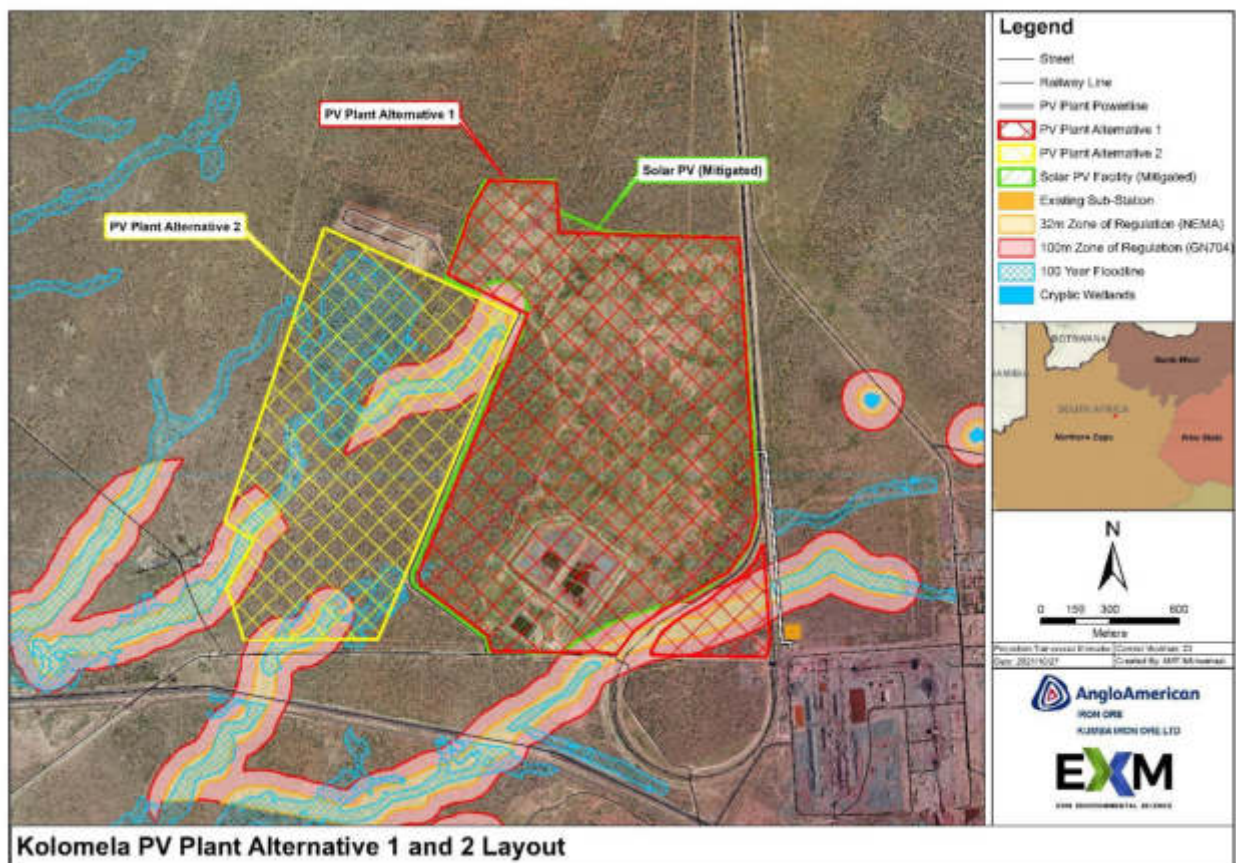 PV Plant Alternative 1
Solar PV (Mitigated)
PV Plant Alternative 2
Legend
Street
Railway Line
PV Plant Powerline
PV Plant Alternative 1
PV Plant Alternative 2
Solar PV Facility (Mitigated)
Existing Sub-Station
32m Zone of Regulation (NEMA)
100m Zone of Regulation (GN704)
100 Year Floodline
Cryptic Wetlands
BOTSWANA
North West
SOUTH AFRICA
Northern Cape
Free State
N
0 150 300 600
Meters
Date: 2021/10/27
AngloAmerican
IRON ORE
KUMBA IRON ORE LTD
EXM
EXM ENVIRONMENTAL SCIENCE
Kolomela PV Plant Alternative 1 and 2 Layout